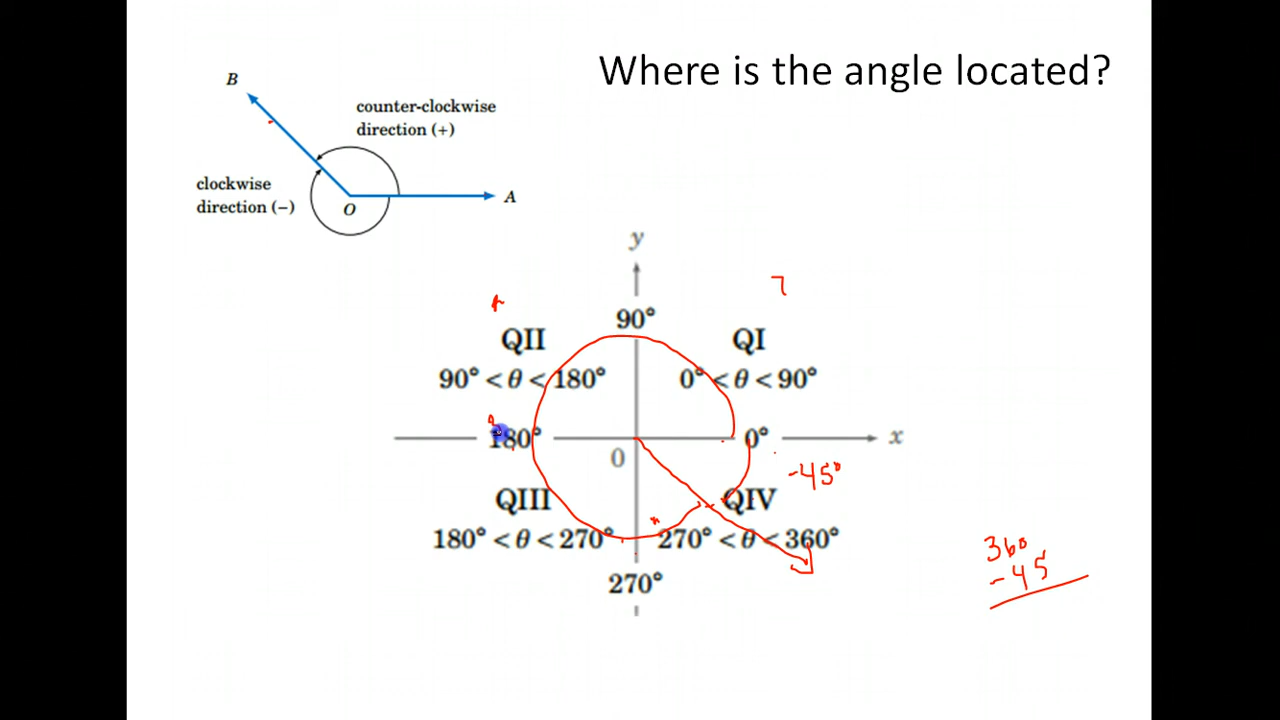 Where is the angle located?
B
counter-clockwise
direction (+)
clockwise
direction (−)
A
O
y
90°
QII
QI
90° < θ < 180°
0° < θ < 90°
180°
0°
x
0
-45°
QIII
QIV
180° < θ < 270°
270° < θ < 360°
270°
360
-45